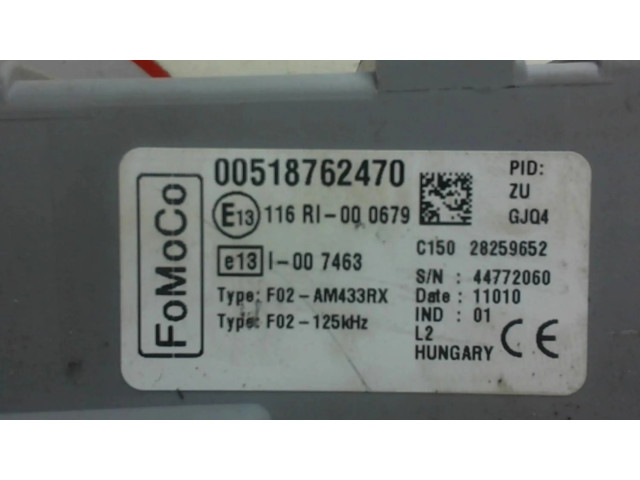 FoMoCo
00518762470
E13 116 RI-00 0679
e13 I-00 7463
Type: F02-AM433RX
Type: F02-125kHz
PID:
ZU
GJQ4
C150 28259652
S/N : 44772060
Date : 11010
IND : 01
L2
HUNGARY CE